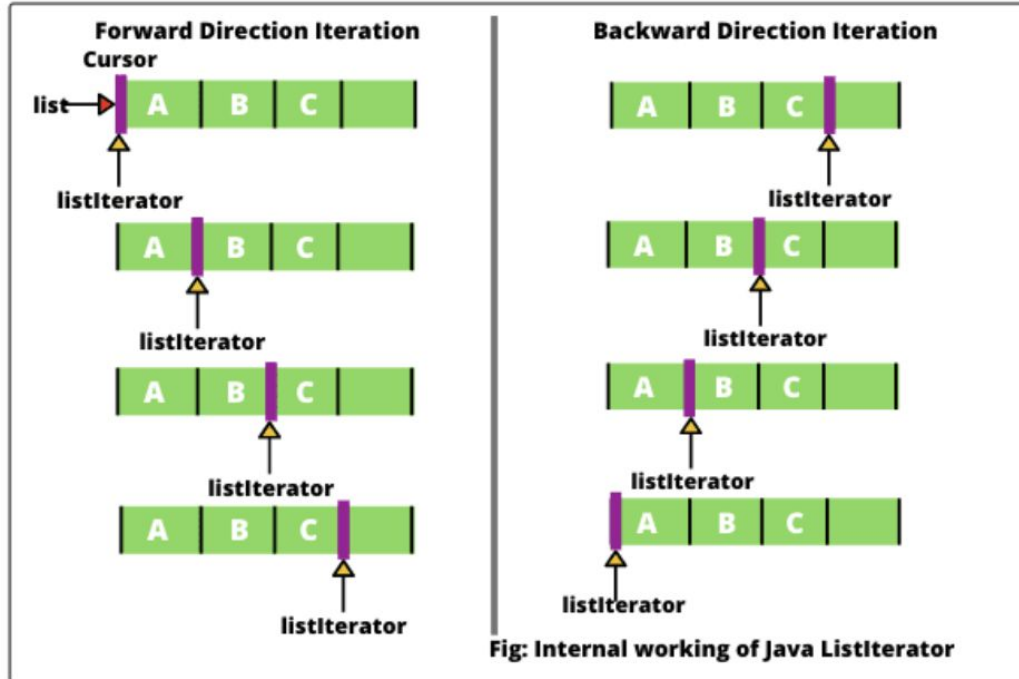 Forward Direction Iteration
Cursor
list
A B C
listIterator
A B C
listIterator
A B C
listIterator
A B C
listIterator
Backward Direction Iteration
A B C
listIterator
A B C
listIterator
A B C
listIterator
A B C
listIterator
Fig: Internal working of Java ListIterator